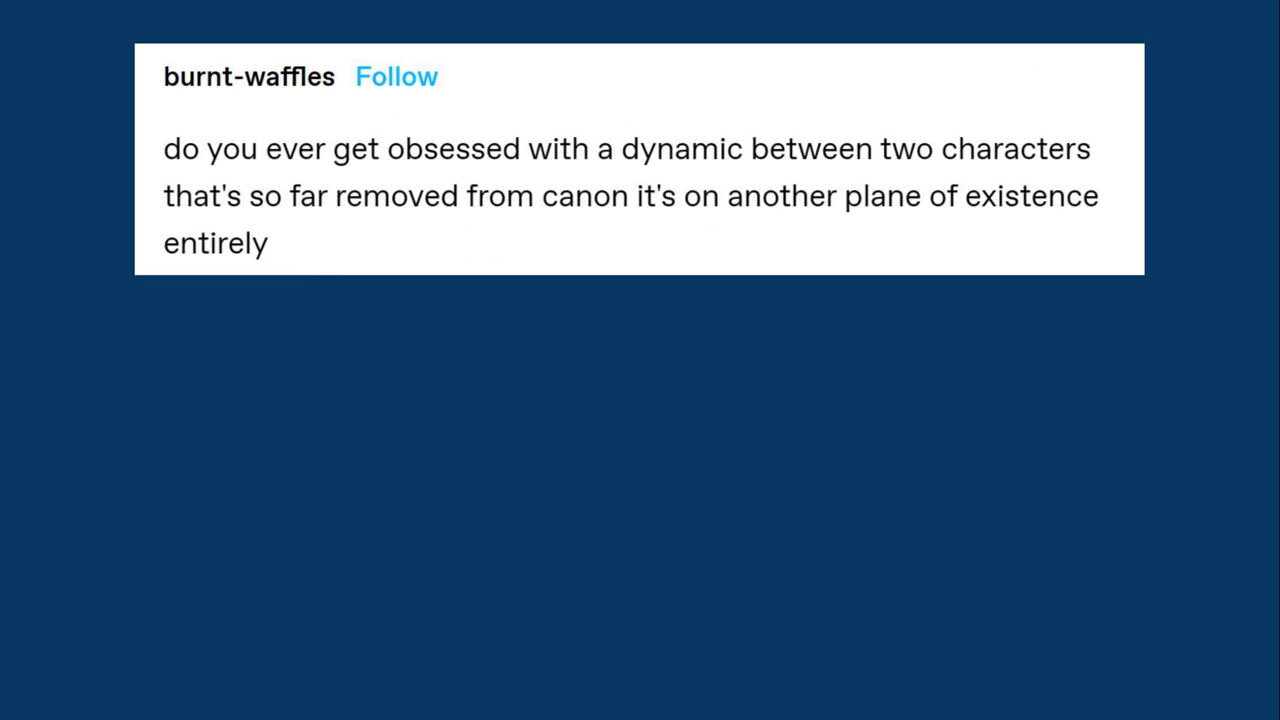 burnt-waffles Follow
do you ever get obsessed with a dynamic between two characters
that's so far removed from canon it's on another plane of existence
entirely